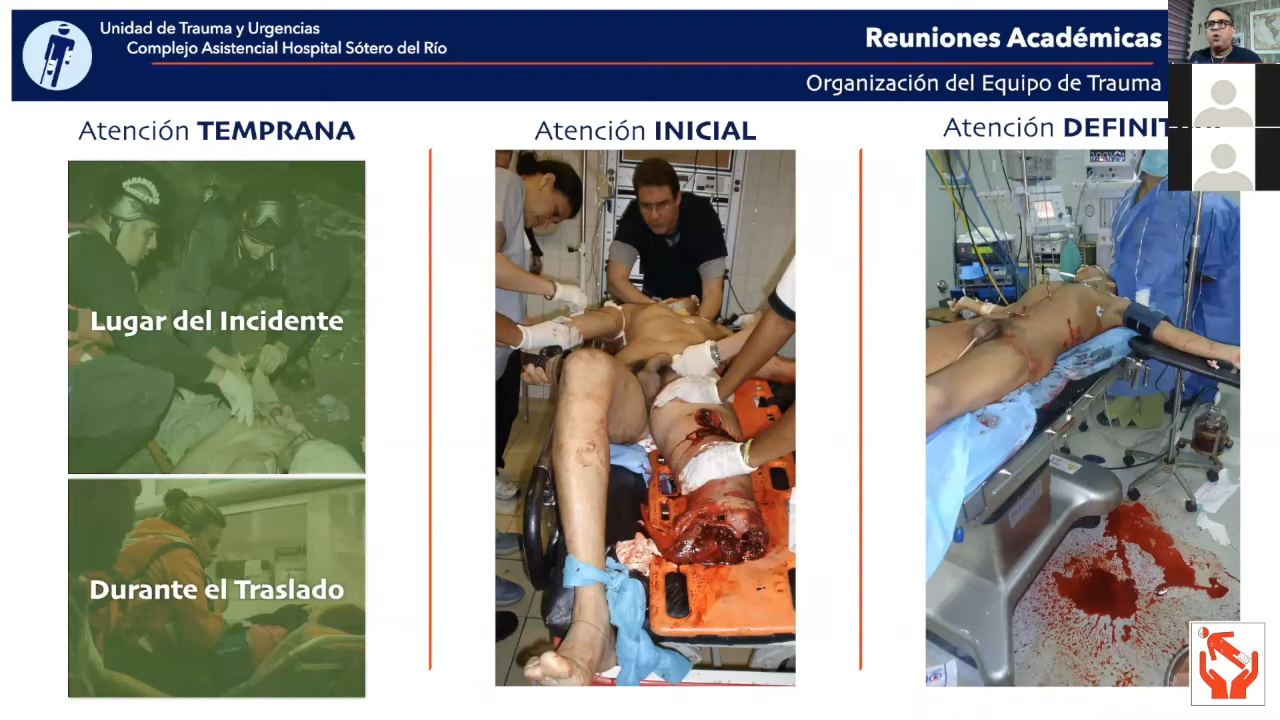 Unidad de Trauma y Urgencias
Complejo Asistencial Hospital Sótero del Río
Reuniones Académicas
Organización del Equipo de Trauma
Atención TEMPRANA
Atención INICIAL
Atención
PARAMEDICO
Lugar del Incidente
Durante el Traslado